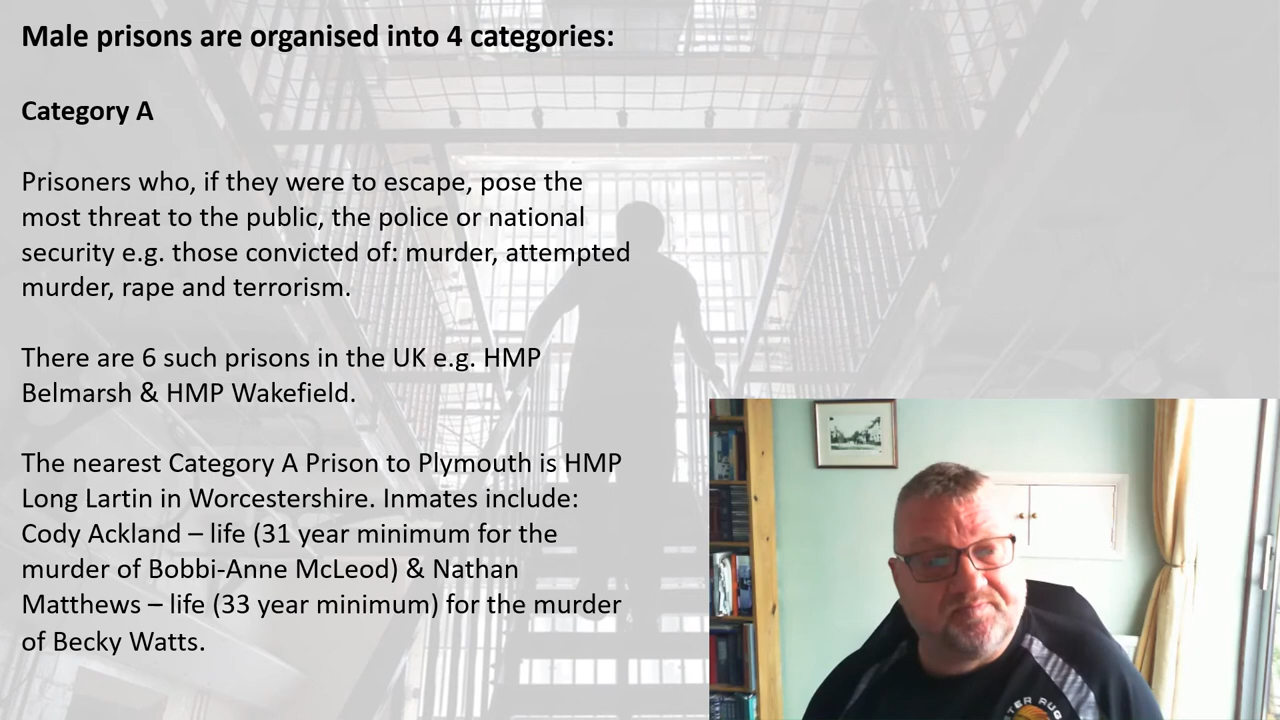 Male prisons are organised into 4 categories:
Category A
Prisoners who, if they were to escape, pose the
most threat to the public, the police or national
security e.g. those convicted of: murder, attempted
murder, rape and terrorism.
There are 6 such prisons in the UK e.g. HMP
Belmarsh & HMP Wakefield.
The nearest Category A Prison to Plymouth is HMP
Long Lartin in Worcestershire. Inmates include:
Cody Ackland – life (31 year minimum for the
murder of Bobbi-Anne McLeod) & Nathan
Matthews – life (33 year minimum) for the murder
of Becky Watts.